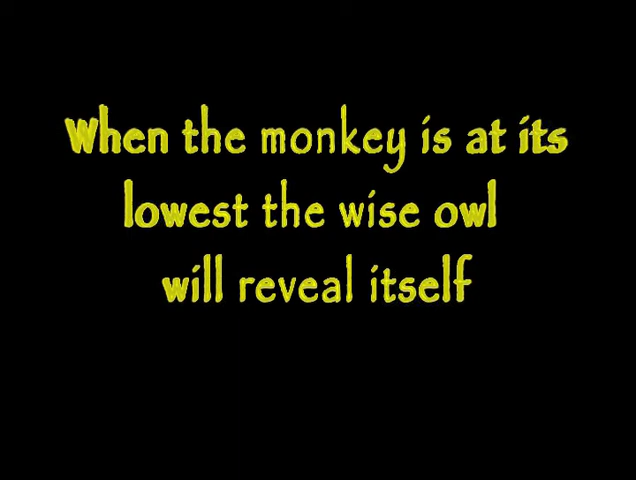 When the monkey is at its
lowest the wise owl
will reveal itself